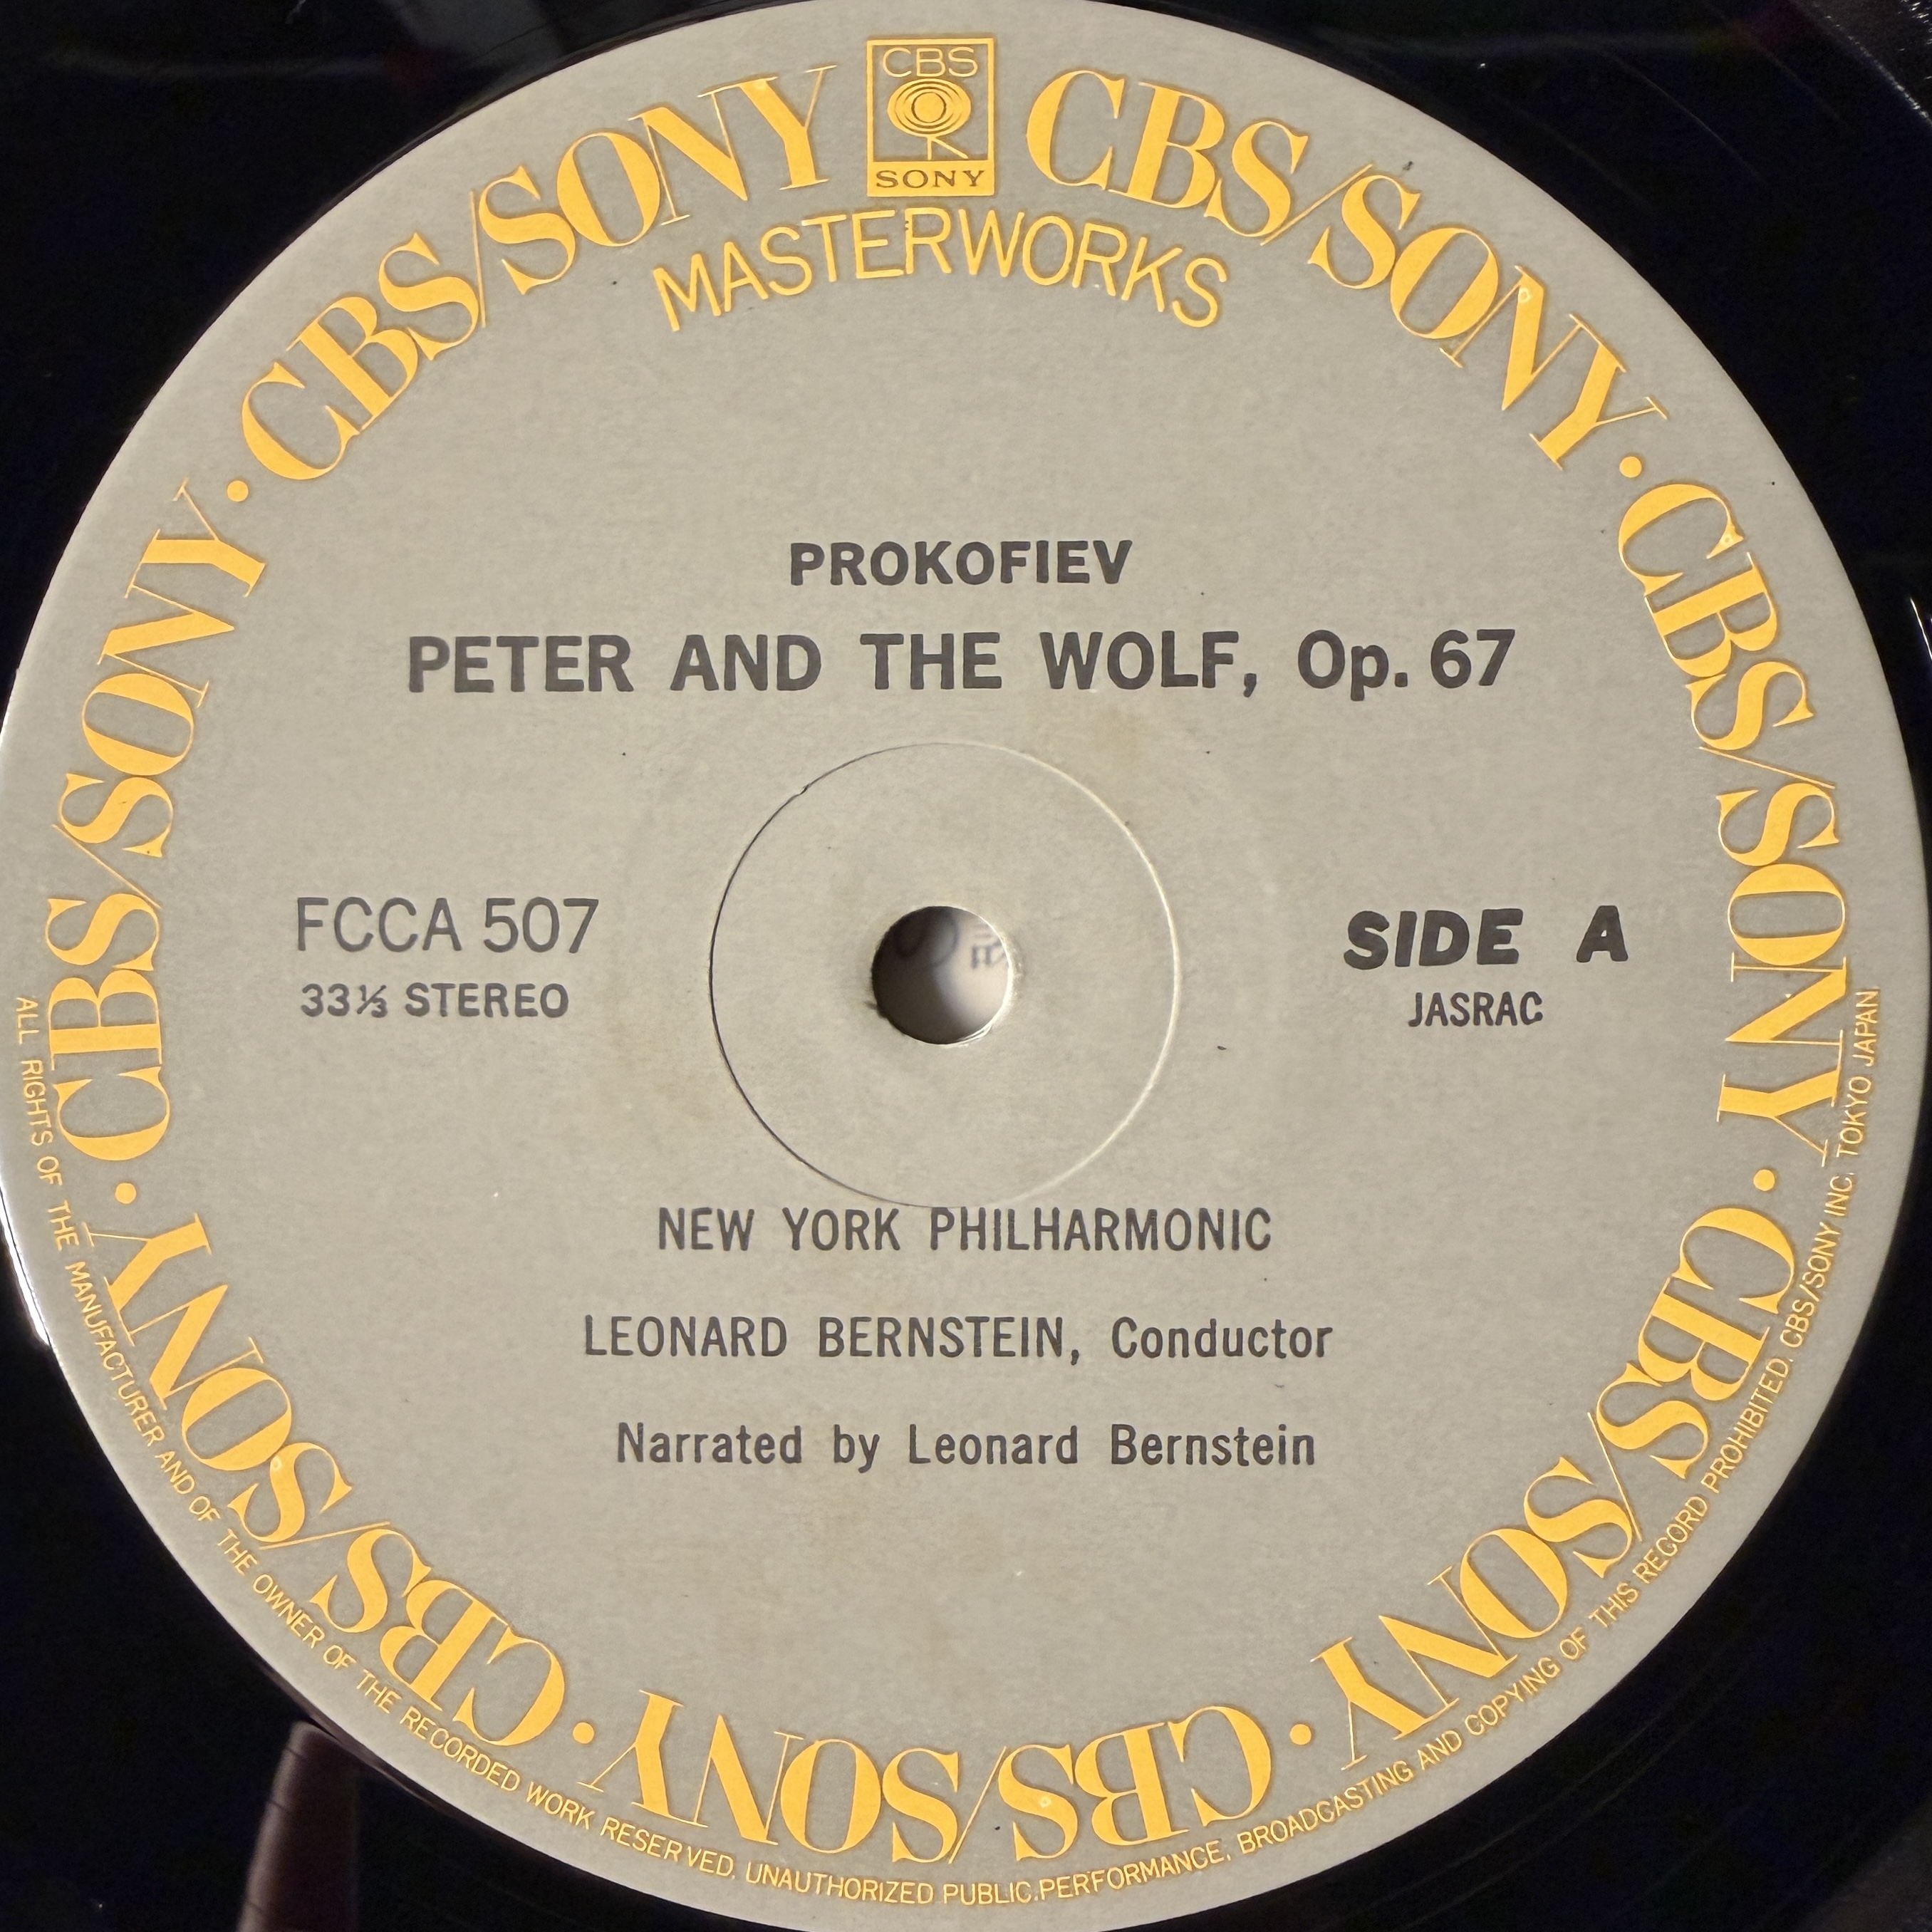 CBS
SONY
CBS/SONY CBS/SONY · CBS/SONY · CBS/SONY · CBS/SONY · CBS/SONY · CBS/SONY · CBS/SONY
MASTERWORKS
PROKOFIEV
PETER AND THE WOLF, Op. 67
FCCA 507
33⅓ STEREO
SIDE A
JASRAC
NEW YORK PHILHARMONIC
LEONARD BERNSTEIN, Conductor
Narrated by Leonard Bernstein
ALL RIGHTS OF THE MANUFACTURER AND OF THE OWNER OF THE RECORDED WORK RESERVED. UNAUTHORIZED PUBLIC.PERFORMANCE, BROADCASTING AND COPYING OF THIS RECORD PROHIBITED. CBS/SONY INC. TOKYO JAPAN.